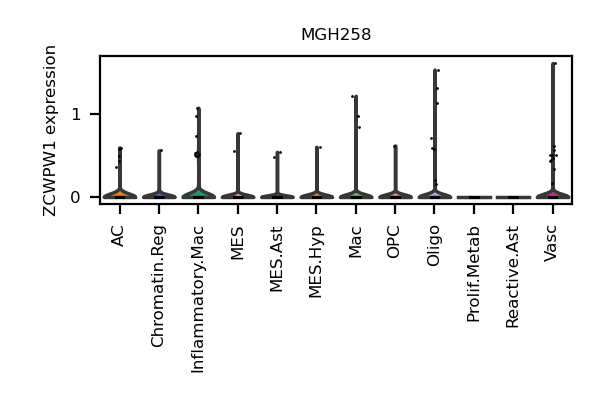 MGH258
ZCWPW1 expression
1
0
AC
Chromatin.Reg
Inflammatory.Mac
MES
MES.Ast
MES.Hyp
Mac
OPC
Oligo
Prolif.Metab
Reactive.Ast
Vasc